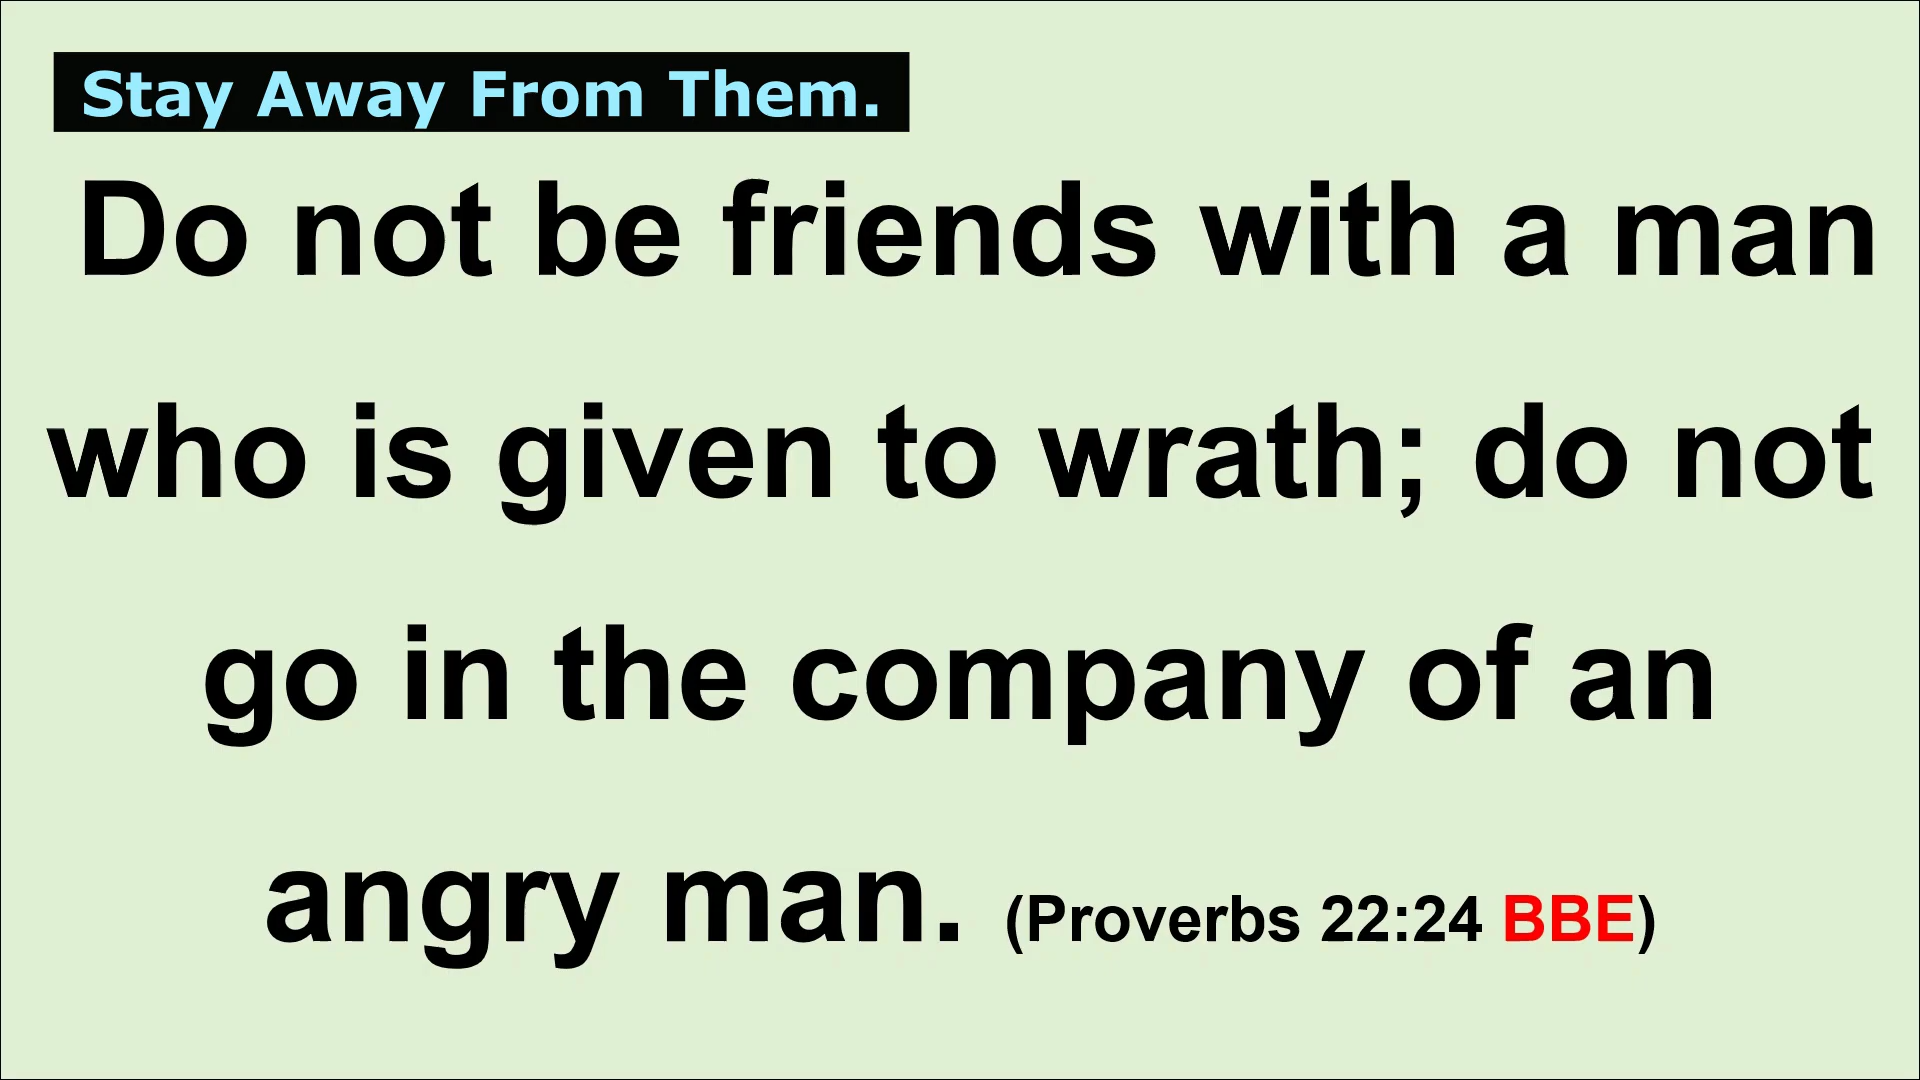 Stay Away From Them.
Do not be friends with a man
who is given to wrath; do not
go in the company of an
angry man. (Proverbs 22:24 BBE)